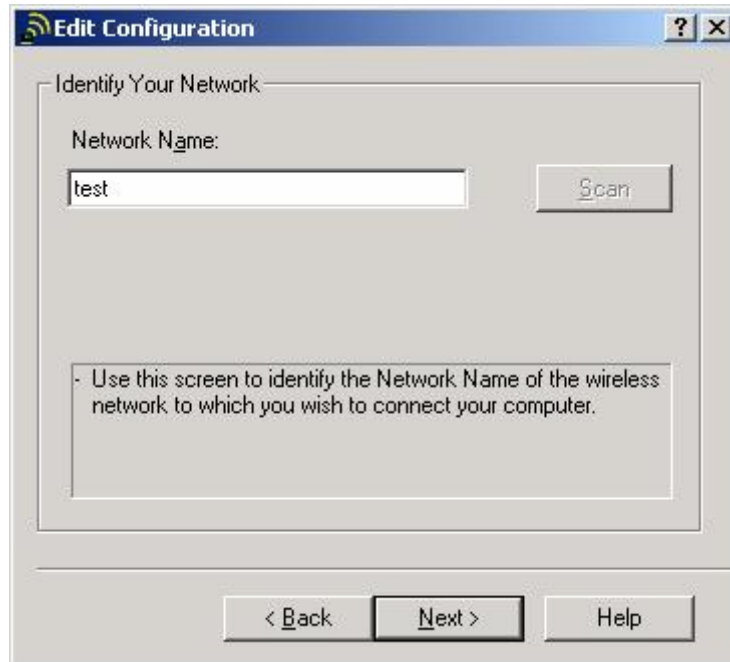 Edit Configuration
Identify Your Network
Network Name:
test
Scan
- Use this screen to identify the Network Name of the wireless
network to which you wish to connect your computer.
< Back
Next >
Help